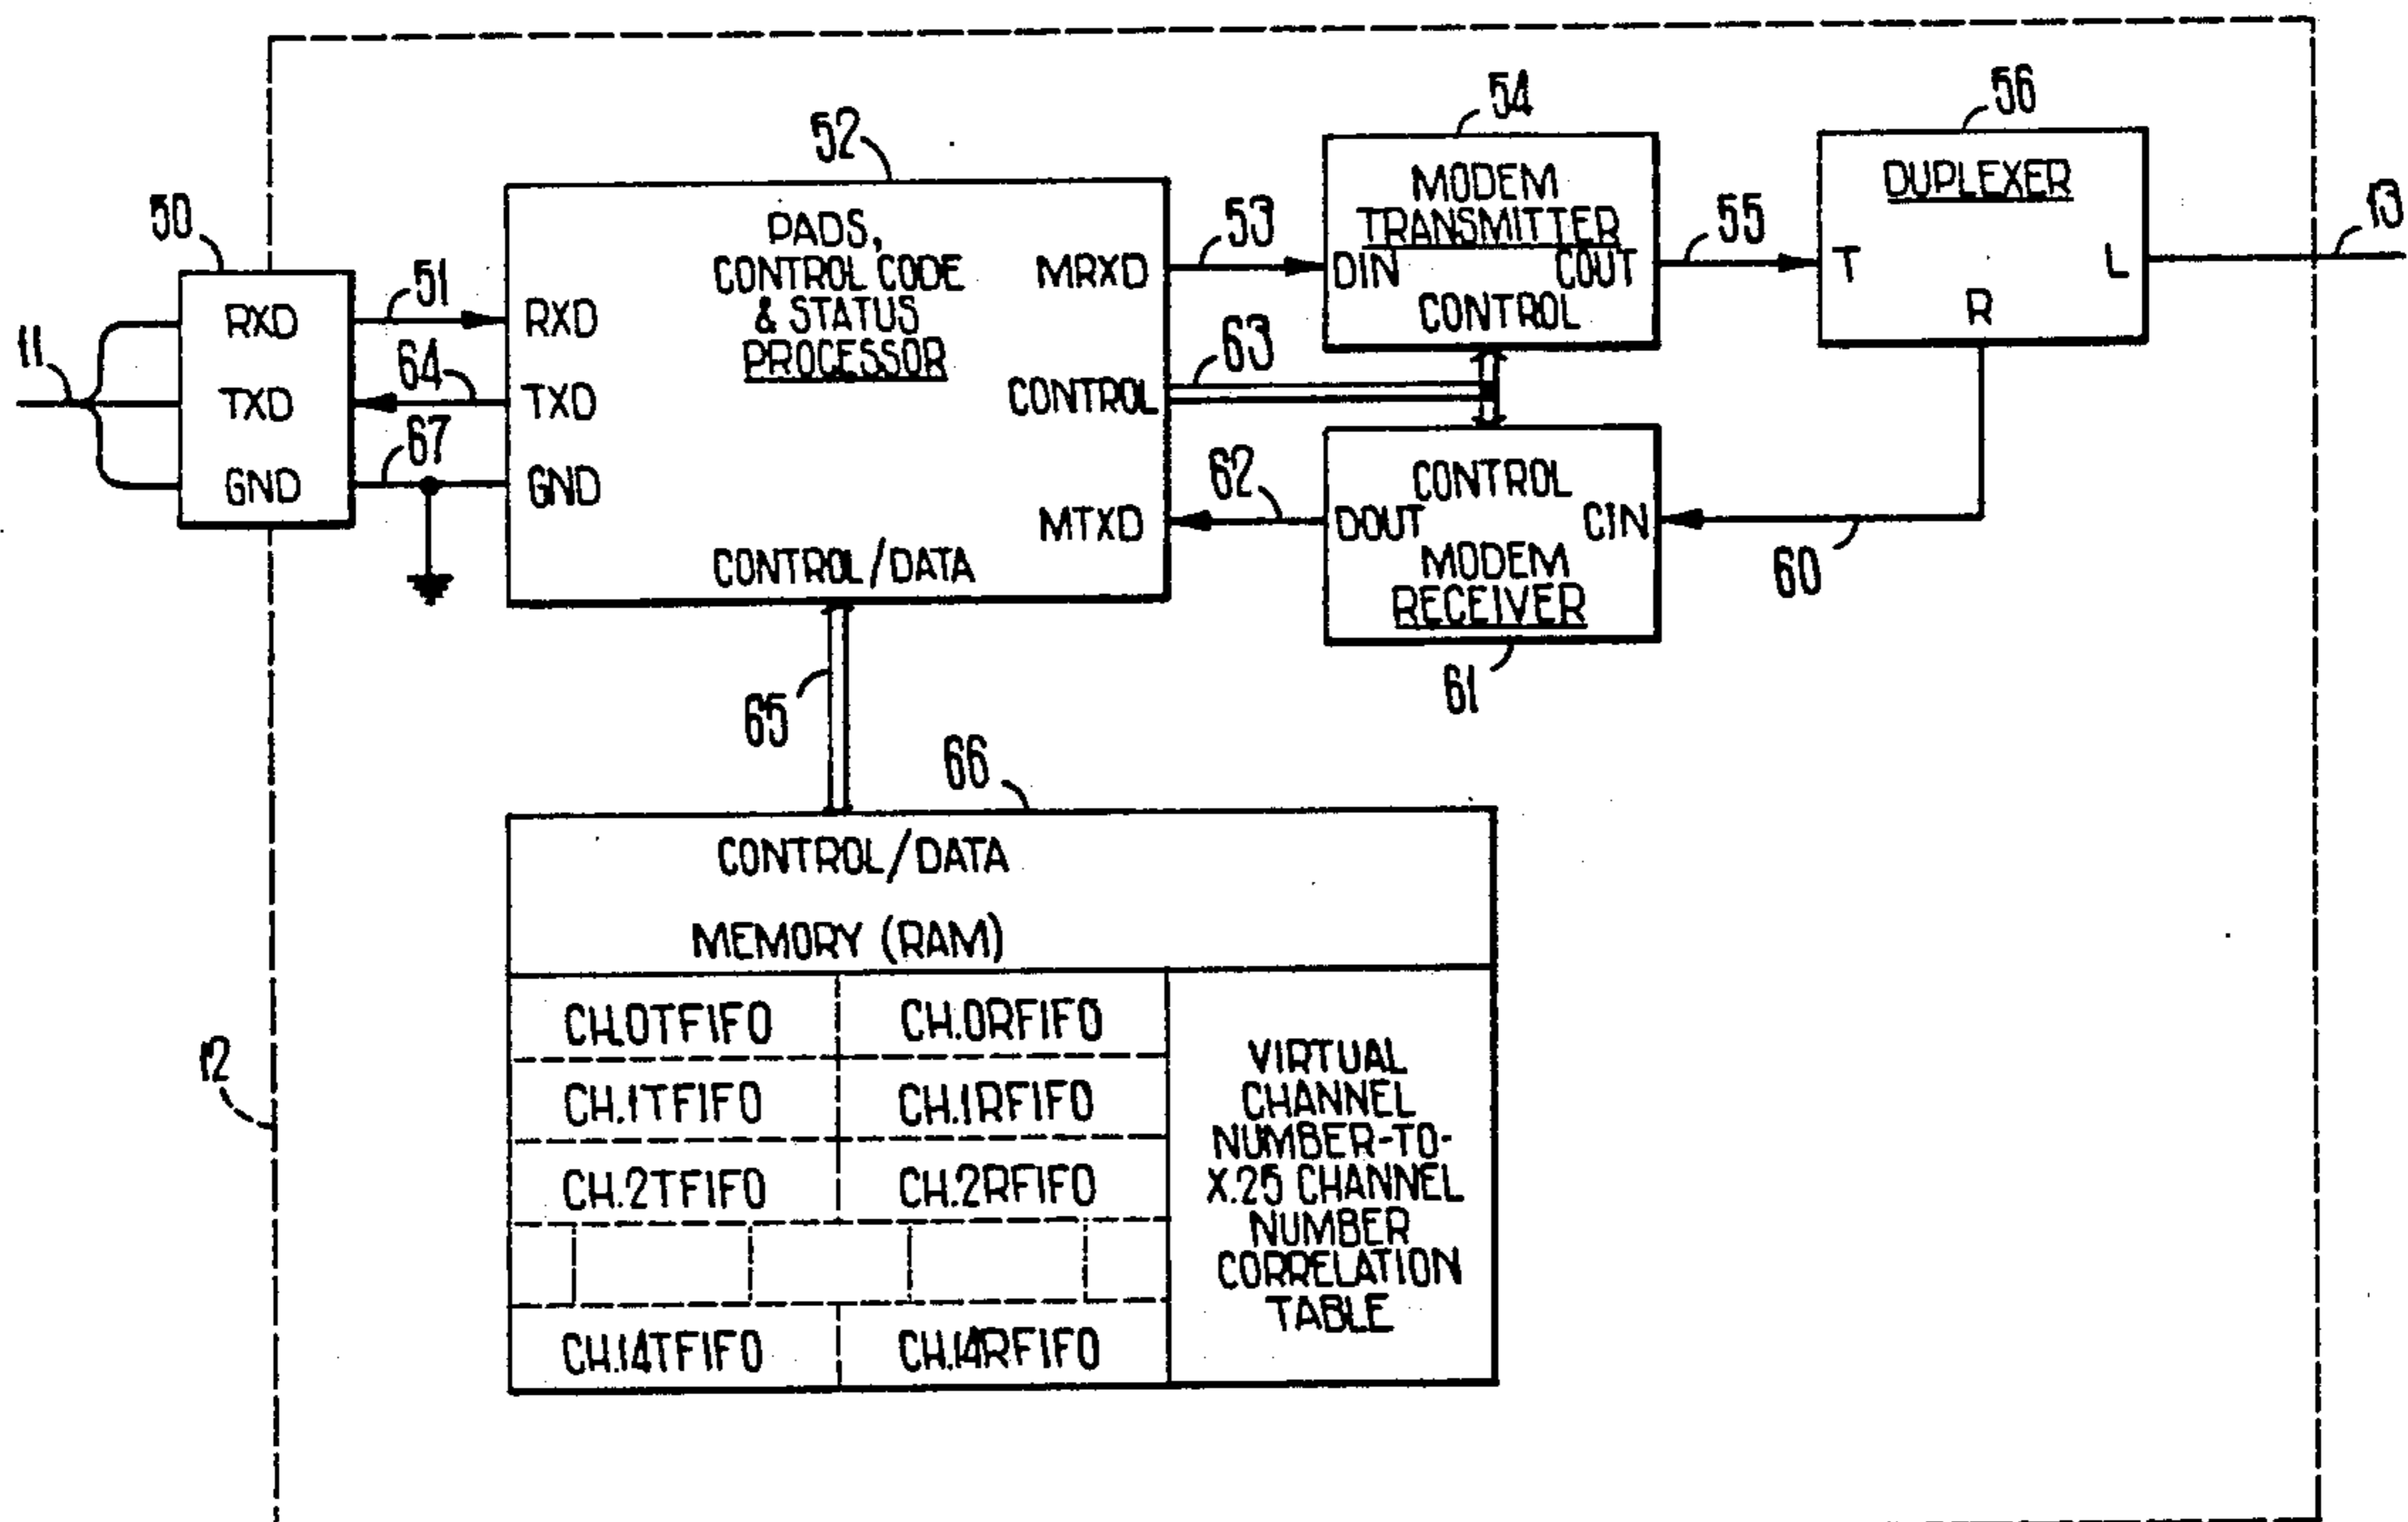 54
56
52
MODEM
TRANSMITTER
DIN
COUT
CONTROL
DUPLEXER
T
L
R
13
50
RXD
TXD
GND
11
51
64
67
RXD
TXD
GND
PADS,
CONTROL CODE
& STATUS
PROCESSOR
MRXD
CONTROL
MTXD
CONTROL/DATA
53
55
63
62
CONTROL
DOUT
CIN
MODEM
RECEIVER
60
61
65
66
CONTROL/DATA
MEMORY (RAM)
CH.0TFIFO
CH.0RFIFO
CH.1TFIFO
CH.1RFIFO
CH.2TFIFO
CH.2RFIFO
CH.14TFIFO
CH.14RFIFO
VIRTUAL
CHANNEL
NUMBER-TO-
X.25 CHANNEL
NUMBER
CORRELATION
TABLE
12